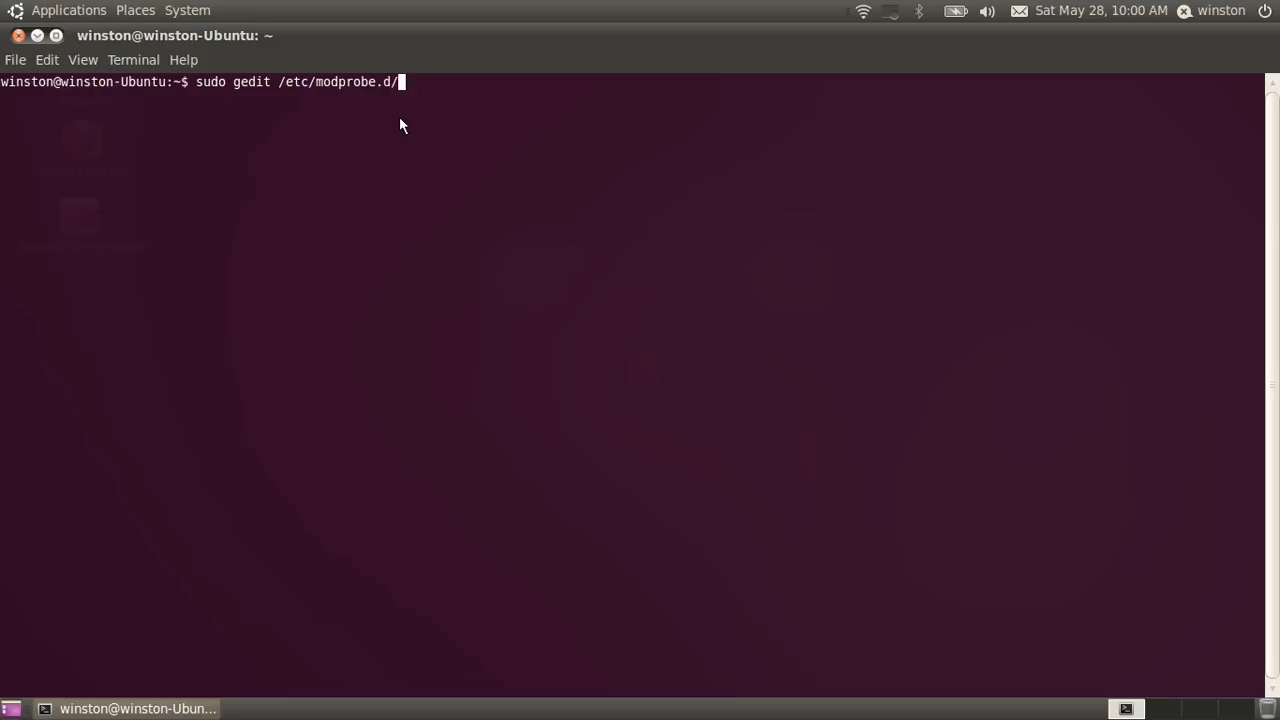 Applications Places System Sat May 28, 10:00 AM winston
winston@winston-Ubuntu: ~
File Edit View Terminal Help
winston@winston-Ubuntu:~$ sudo gedit /etc/modprobe.d/
winston@winston-Ubun...